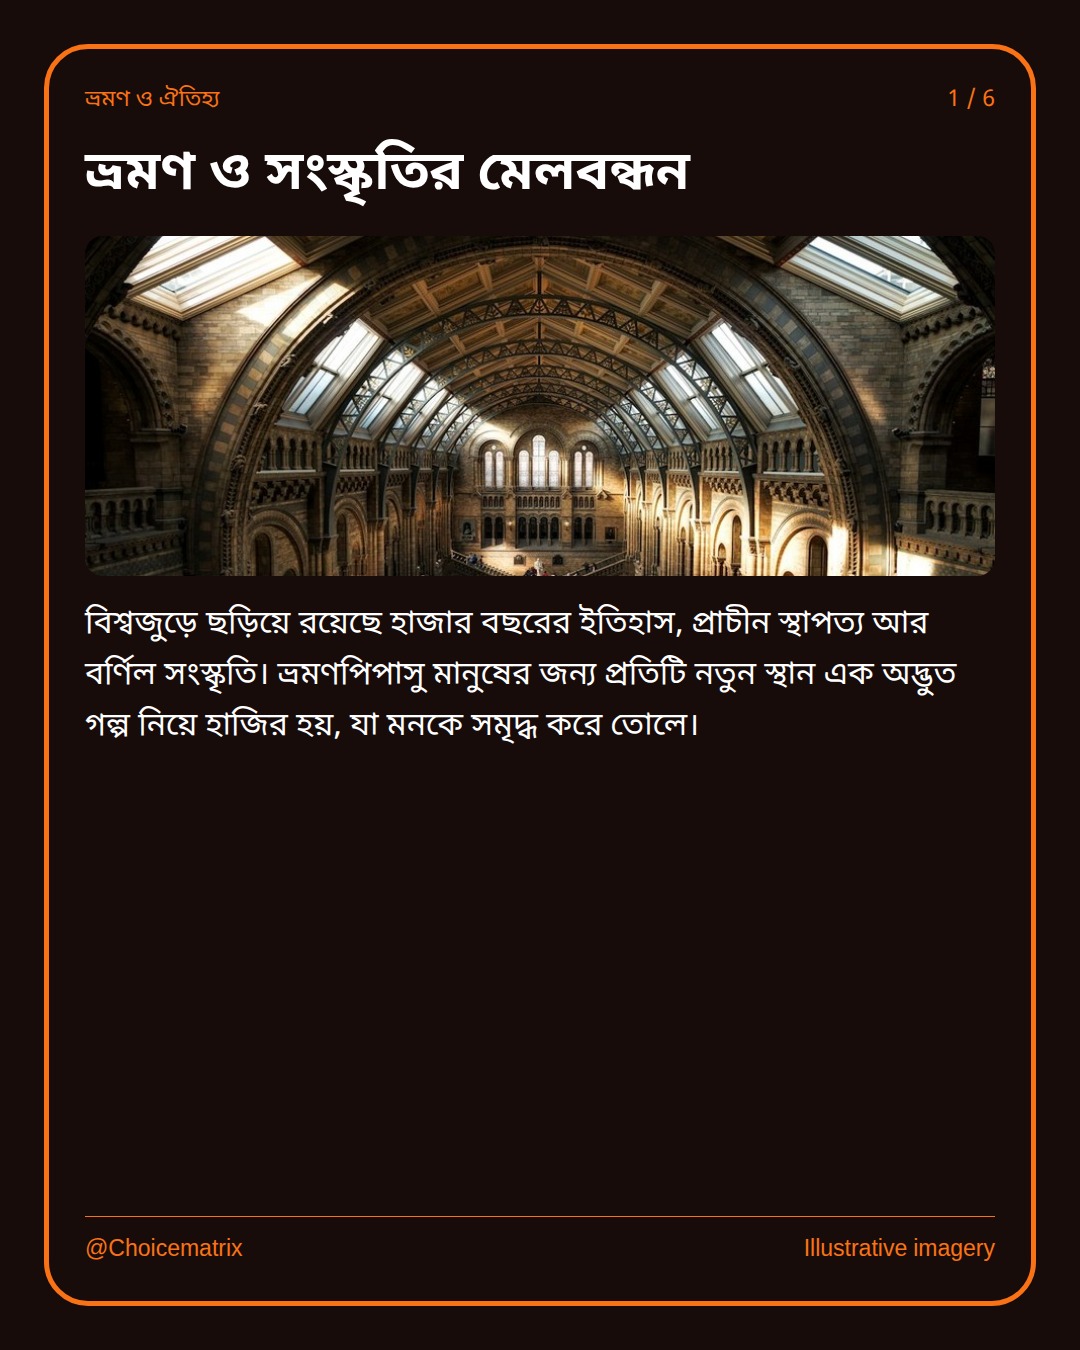 ভ্রমণ ও ঐতিহ্য
1 / 6
ভ্রমণ ও সংস্কৃতির মেলবন্ধন
বিশ্বজুড়ে ছড়িয়ে রয়েছে হাজার বছরের ইতিহাস, প্রাচীন স্থাপত্য আর
বর্ণিল সংস্কৃতি। ভ্রমণপিপাসু মানুষের জন্য প্রতিটি নতুন স্থান এক অদ্ভুত
গল্প নিয়ে হাজির হয়, যা মনকে সমৃদ্ধ করে তোলে।
@Choicematrix
Illustrative imagery